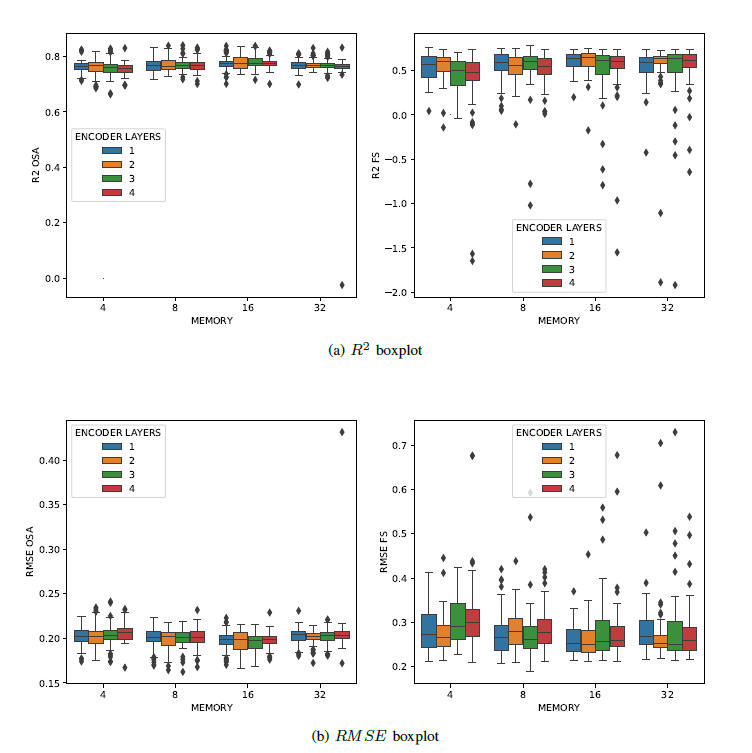 0.8
0.6
0.4
0.2
0.0
R2 OSA
ENCODER LAYERS
1
2
3
4
4 8 16 32
MEMORY
0.5
0.0
−0.5
−1.0
−1.5
−2.0
R2 FS
ENCODER LAYERS
1
2
3
4
4 8 16 32
MEMORY
(a) R² boxplot
0.40
0.35
0.30
0.25
0.20
0.15
RMSE OSA
ENCODER LAYERS
1
2
3
4
4 8 16 32
MEMORY
0.7
0.6
0.5
0.4
0.3
0.2
RMSE FS
ENCODER LAYERS
1
2
3
4
4 8 16 32
MEMORY
(b) RMSE boxplot